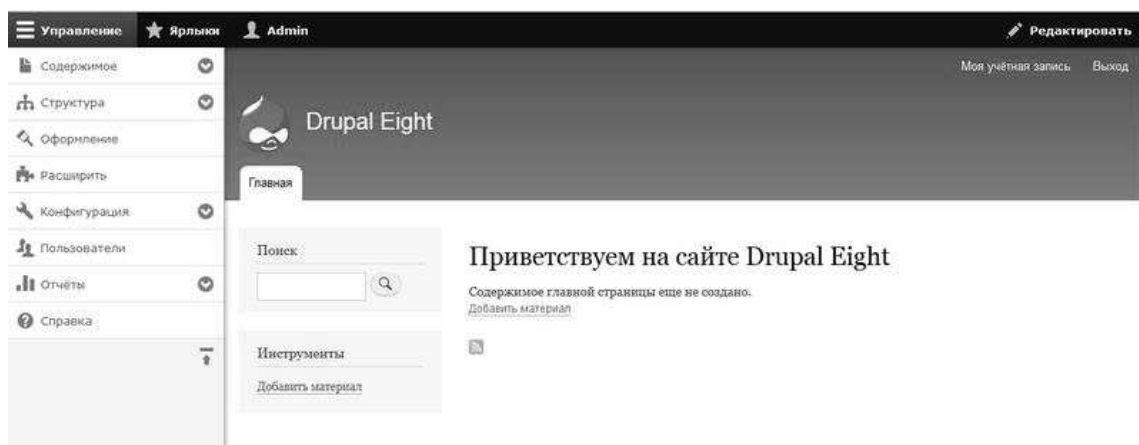 Управление Ярлыки Admin Редактировать
Содержимое
Структура
Оформление
Расширить
Конфигурация
Пользователи
Отчёты
Справка
Моя учётная запись Выход
Drupal Eight
Главная
Поиск
Инструменты
Добавить материал
Приветствуем на сайте Drupal Eight
Содержимое главной страницы еще не создано.
Добавить материал